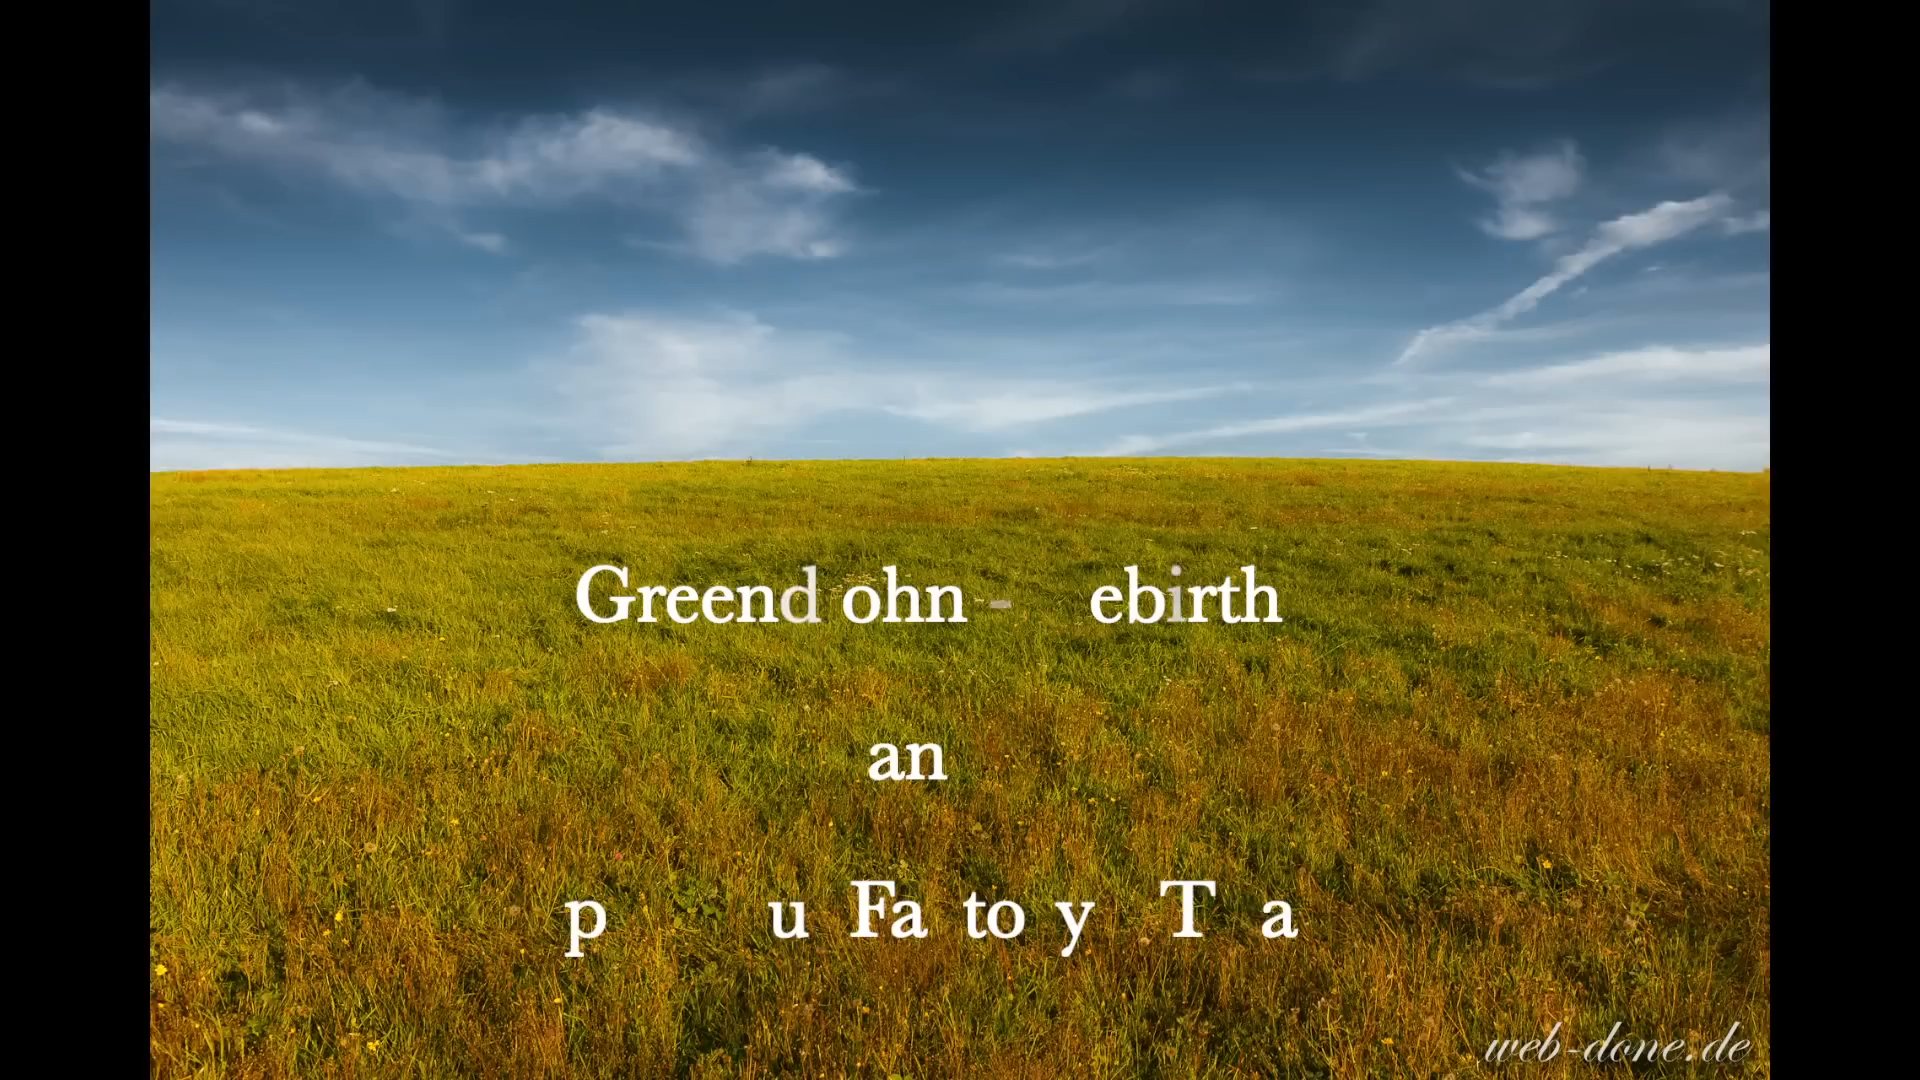 Greend ohn - ebirth
an
p u Fa to y T a
web-done.de